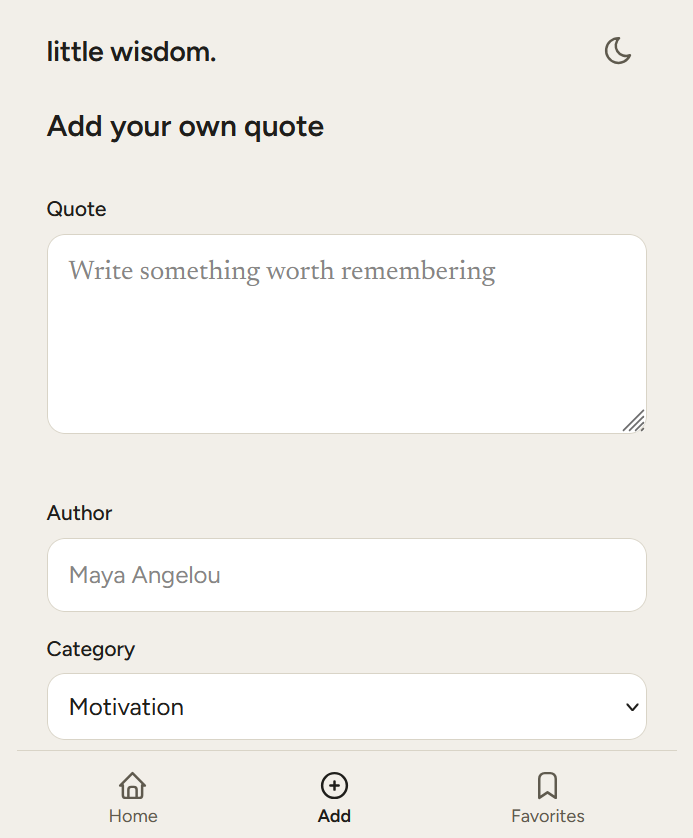 little wisdom.
Add your own quote
Quote
Write something worth remembering
Author
Maya Angelou
Category
Motivation
Home
Add
Favorites